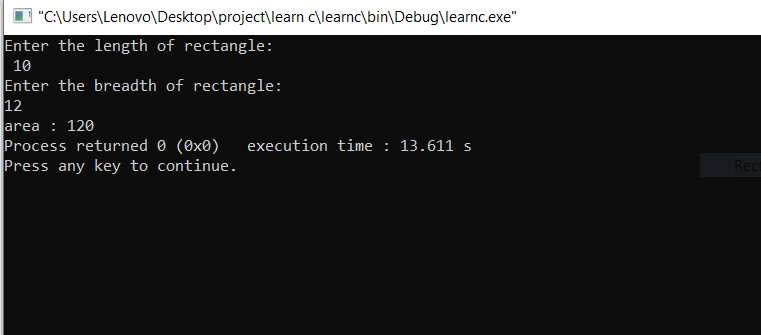 "C:\Users\Lenovo\Desktop\project\learn c\learnc\bin\Debug\learnc.exe"
Enter the length of rectangle:
 10
Enter the breadth of rectangle:
12
area : 120
Process returned 0 (0x0)   execution time : 13.611 s
Press any key to continue.